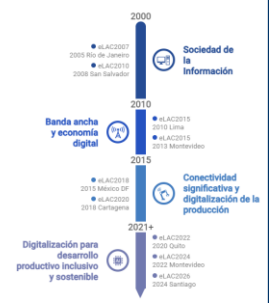 2000
eLAC2007
2005 Río de Janeiro
eLAC2010
2008 San Salvador
Sociedad de
la
Información
2010
Banda ancha
y economía
digital
eLAC2015
2010 Lima
eLAC2015
2013 Montevideo
2015
eLAC2018
2015 México DF
eLAC2020
2018 Cartagena
Conectividad
significativa y
digitalización de la
producción
2021+
Digitalización para
desarrollo
productivo inclusivo
y sostenible
eLAC2022
2020 Quito
eLAC2024
2022 Montevideo
eLAC2026
2024 Santiago